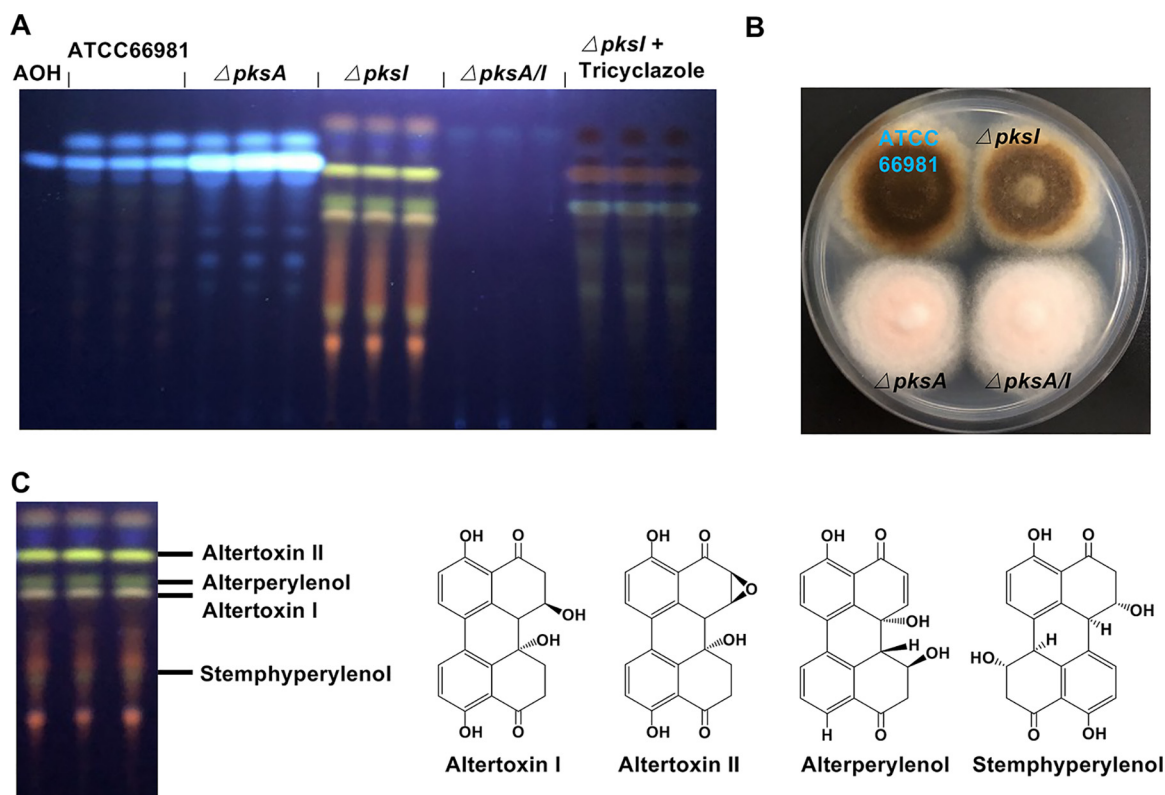 A
AOH
ATCC66981
△pksA
△pksI
△pksA/I
△pksI +
Tricyclazole
B
ATCC
66981
△pksI
△pksA
△pksA/I
C
Altertoxin II
Alterperylenol
Altertoxin I
Stemphyperylenol
OH O
OH
OH
OH O
Altertoxin I
OH O
O
OH
OH O
Altertoxin II
OH O
OH
H
OH
H O
Alterperylenol
OH O
OH
H
H
HO
O OH
Stemphyperylenol